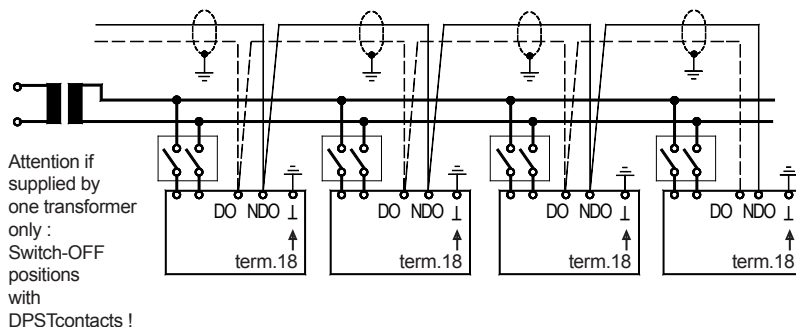 Attention if
supplied by
one transformer
only :
Switch-OFF
positions
with
DPSTcontacts !
DO NDO ⊥
term.18
DO NDO ⊥
term.18
DO NDO ⊥
term.18
DO NDO ⊥
term.18